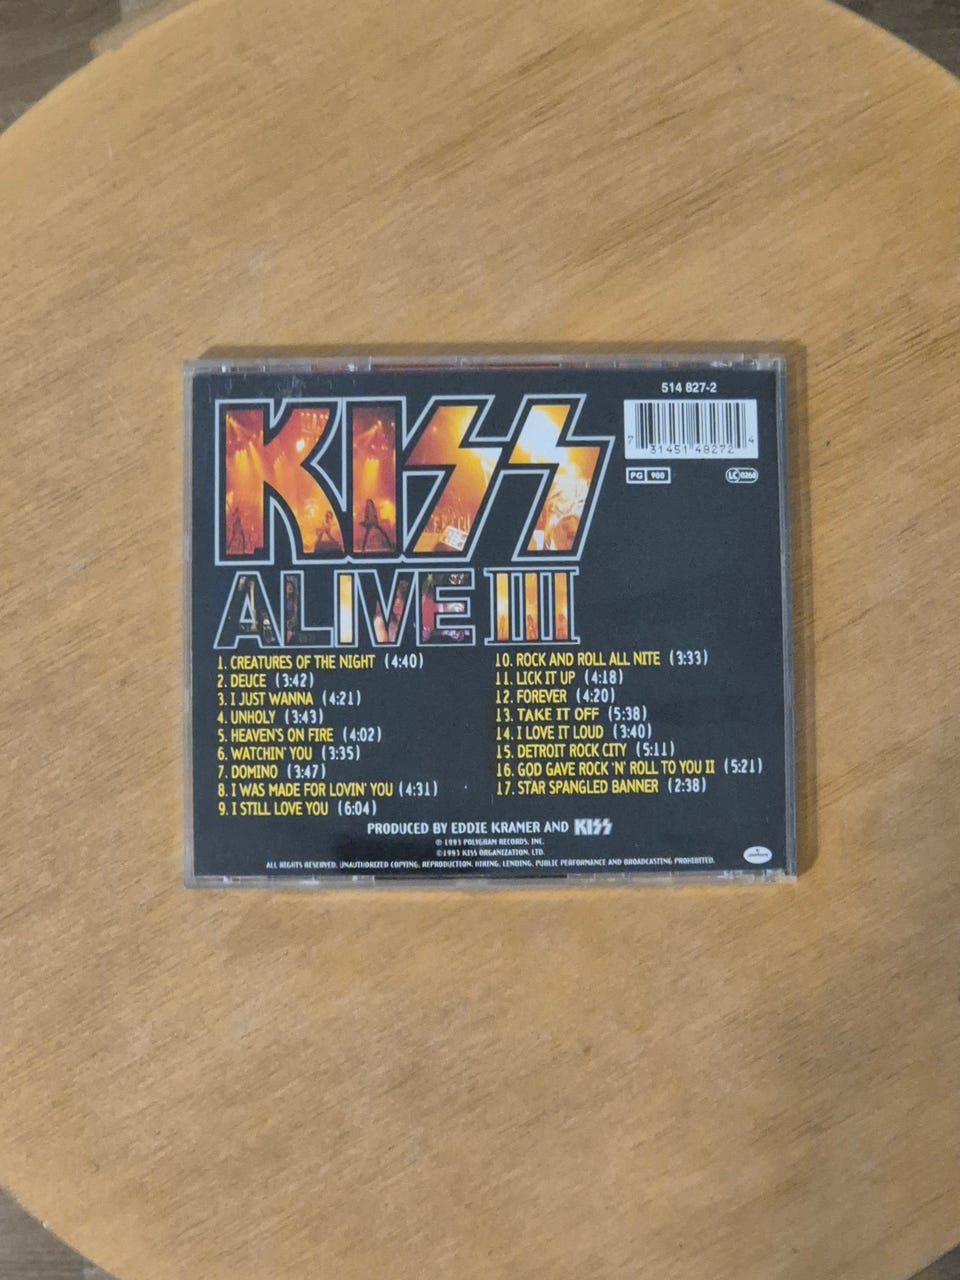 514 827-2
KISS
7 31451 48272 4
PG 900
LC 0268
ALIVE III
1. CREATURES OF THE NIGHT (4:40)
2. DEUCE (3:42)
3. I JUST WANNA (4:21)
4. UNHOLY (3:43)
5. HEAVEN'S ON FIRE (4:02)
6. WATCHIN' YOU (3:35)
7. DOMINO (3:47)
8. I WAS MADE FOR LOVIN' YOU (4:31)
9. I STILL LOVE YOU (6:04)
10. ROCK AND ROLL ALL NITE (3:33)
11. LICK IT UP (4:18)
12. FOREVER (4:20)
13. TAKE IT OFF (5:38)
14. I LOVE IT LOUD (3:40)
15. DETROIT ROCK CITY (5:11)
16. GOD GAVE ROCK 'N' ROLL TO YOU II (5:21)
17. STAR SPANGLED BANNER (2:38)
PRODUCED BY EDDIE KRAMER AND KISS
℗ 1993 POLYGRAM RECORDS, INC.
© 1993 KISS ORGANIZATION, LTD.
ALL RIGHTS RESERVED. UNAUTHORIZED COPYING, REPRODUCTION, HIRING, LENDING, PUBLIC PERFORMANCE AND BROADCASTING PROHIBITED.